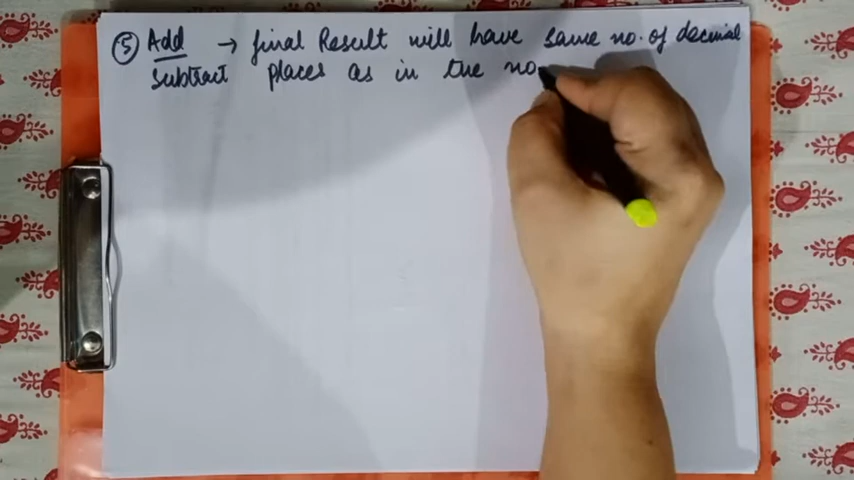 ⑤ Add → final Result will have same no. of decimal
Subtract places as in the no